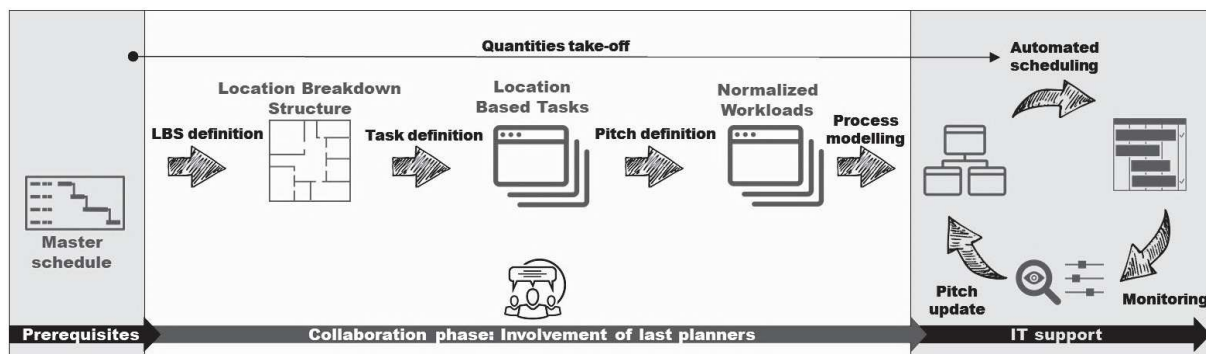 Quantities take-off
Automated
scheduling
Location Breakdown
Structure
Location
Based Tasks
Normalized
Workloads
LBS definition
Task definition
Pitch definition
Process
modelling
Master
schedule
Pitch
update
Monitoring
Prerequisites
Collaboration phase: Involvement of last planners
IT support